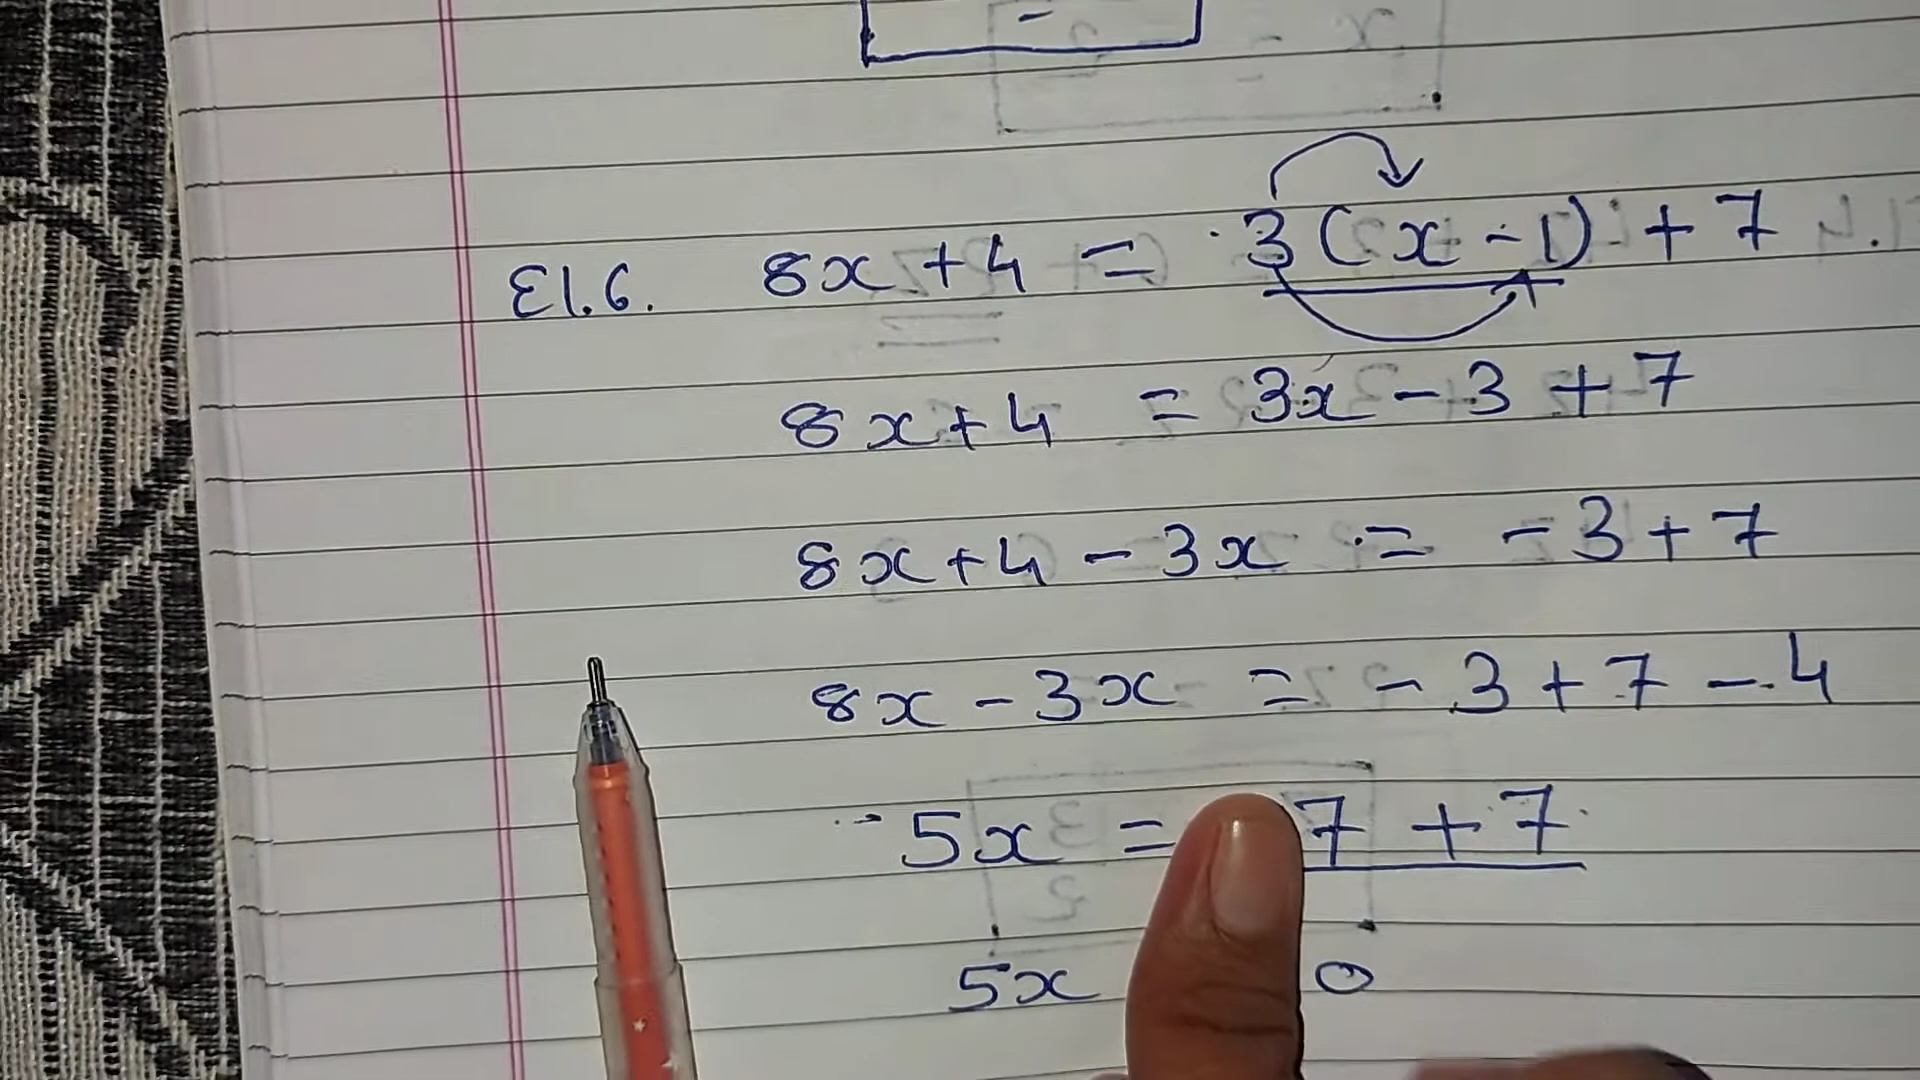 E1.6. 8x + 4 = 3(x - 1) + 7
8x + 4 = 3x - 3 + 7
8x + 4 - 3x = - 3 + 7
8x - 3x = - 3 + 7 - 4
5x = 7 + 7
5x 0